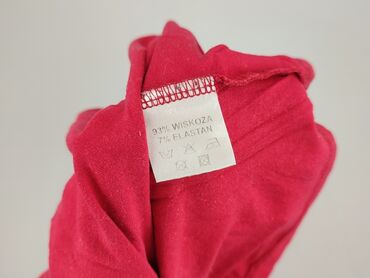 93% WISKOZA
7% ELASTAN